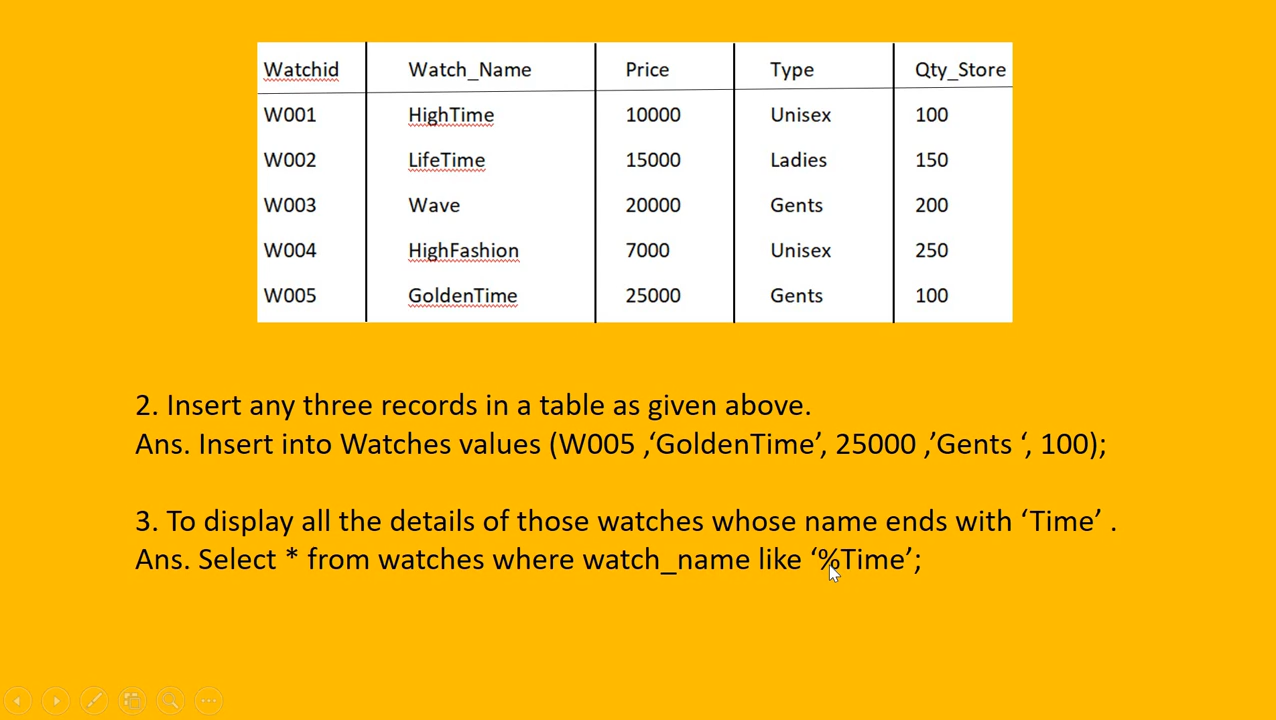 Watchid Watch_Name Price Type Qty_Store
W001 HighTime 10000 Unisex 100
W002 LifeTime 15000 Ladies 150
W003 Wave 20000 Gents 200
W004 HighFashion 7000 Unisex 250
W005 GoldenTime 25000 Gents 100
2. Insert any three records in a table as given above.
Ans. Insert into Watches values (W005 ,‘GoldenTime’, 25000 ,’Gents ‘, 100);
3. To display all the details of those watches whose name ends with ‘Time’ .
Ans. Select * from watches where watch_name like ‘%Time’;